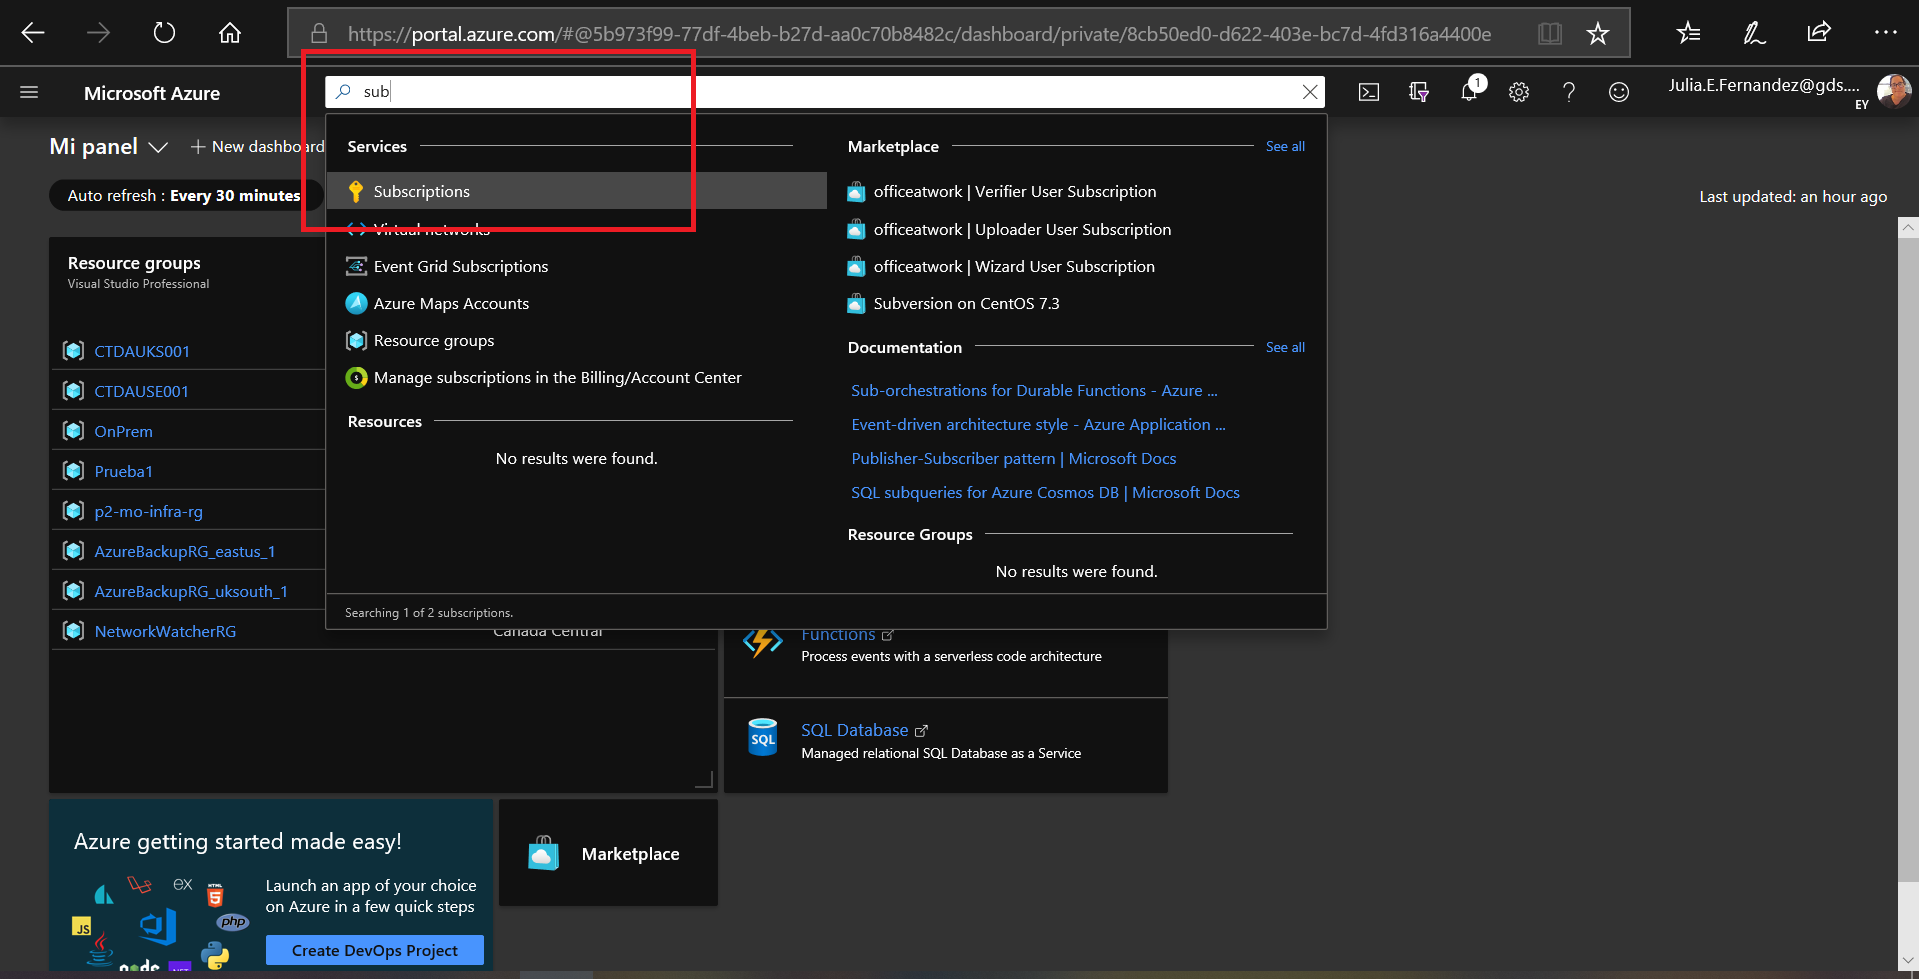 https://portal.azure.com/#@5b973f99-77df-4beb-b27d-aa0c70b8482c/dashboard/private/8cb50ed0-d622-403e-bc7d-4fd316a4400e
Microsoft Azure
sub
1
Julia.E.Fernandez@gds....
EY
Mi panel
New dashboard
Auto refresh : Every 30 minutes
Last updated: an hour ago
Services
Subscriptions
Virtual networks
Event Grid Subscriptions
Azure Maps Accounts
Resource groups
Manage subscriptions in the Billing/Account Center
Resources
No results were found.
Marketplace
See all
officeatwork | Verifier User Subscription
officeatwork | Uploader User Subscription
officeatwork | Wizard User Subscription
Subversion on CentOS 7.3
Documentation
See all
Sub-orchestrations for Durable Functions - Azure ...
Event-driven architecture style - Azure Application ...
Publisher-Subscriber pattern | Microsoft Docs
SQL subqueries for Azure Cosmos DB | Microsoft Docs
Resource Groups
No results were found.
Searching 1 of 2 subscriptions.
Resource groups
Visual Studio Professional
CTDAUKS001
CTDAUSE001
OnPrem
Prueba1
p2-mo-infra-rg
AzureBackupRG_eastus_1
AzureBackupRG_uksouth_1
NetworkWatcherRG
Canada Central
Functions
Process events with a serverless code architecture
SQL
SQL Database
Managed relational SQL Database as a Service
Azure getting started made easy!
Launch an app of your choice
on Azure in a few quick steps
Create DevOps Project
EX
HTML
5
JS
php
node
.NET
Marketplace